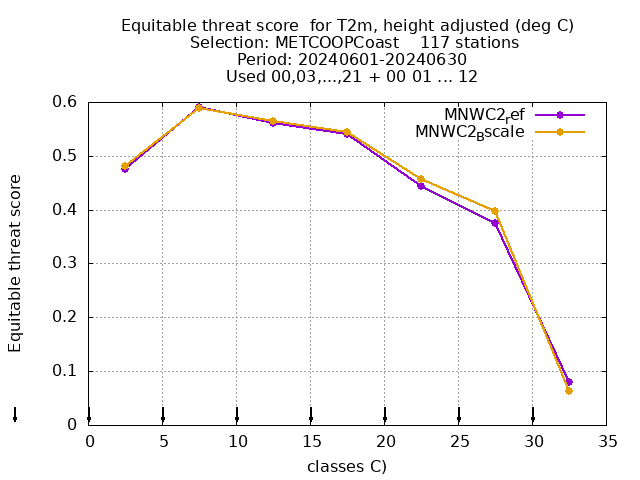 Equitable threat score  for T2m, height adjusted (deg C)
Selection: METCOOPCoast    117 stations
Period: 20240601-20240630
Used 00,03,...,21 + 00 01 ... 12
MNWC2ref
MNWC2Bscale
Equitable threat score
0.6
0.5
0.4
0.3
0.2
0.1
0
0 5 10 15 20 25 30 35
classes C)